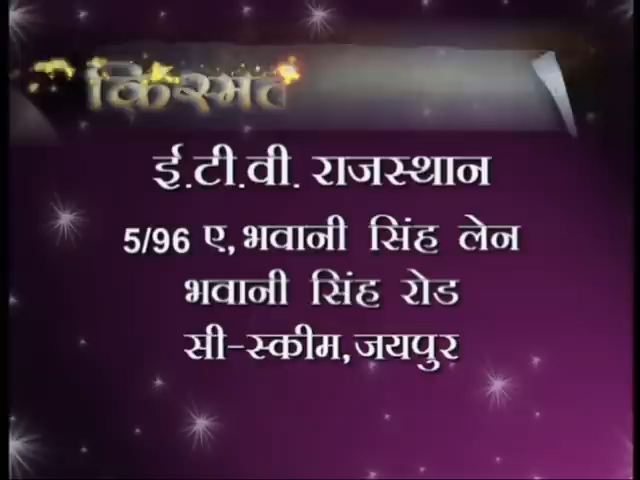 किस्मत
ई.टी.वी. राजस्थान
5/96 ए, भवानी सिंह लेन
भवानी सिंह रोड
सी-स्कीम, जयपुर